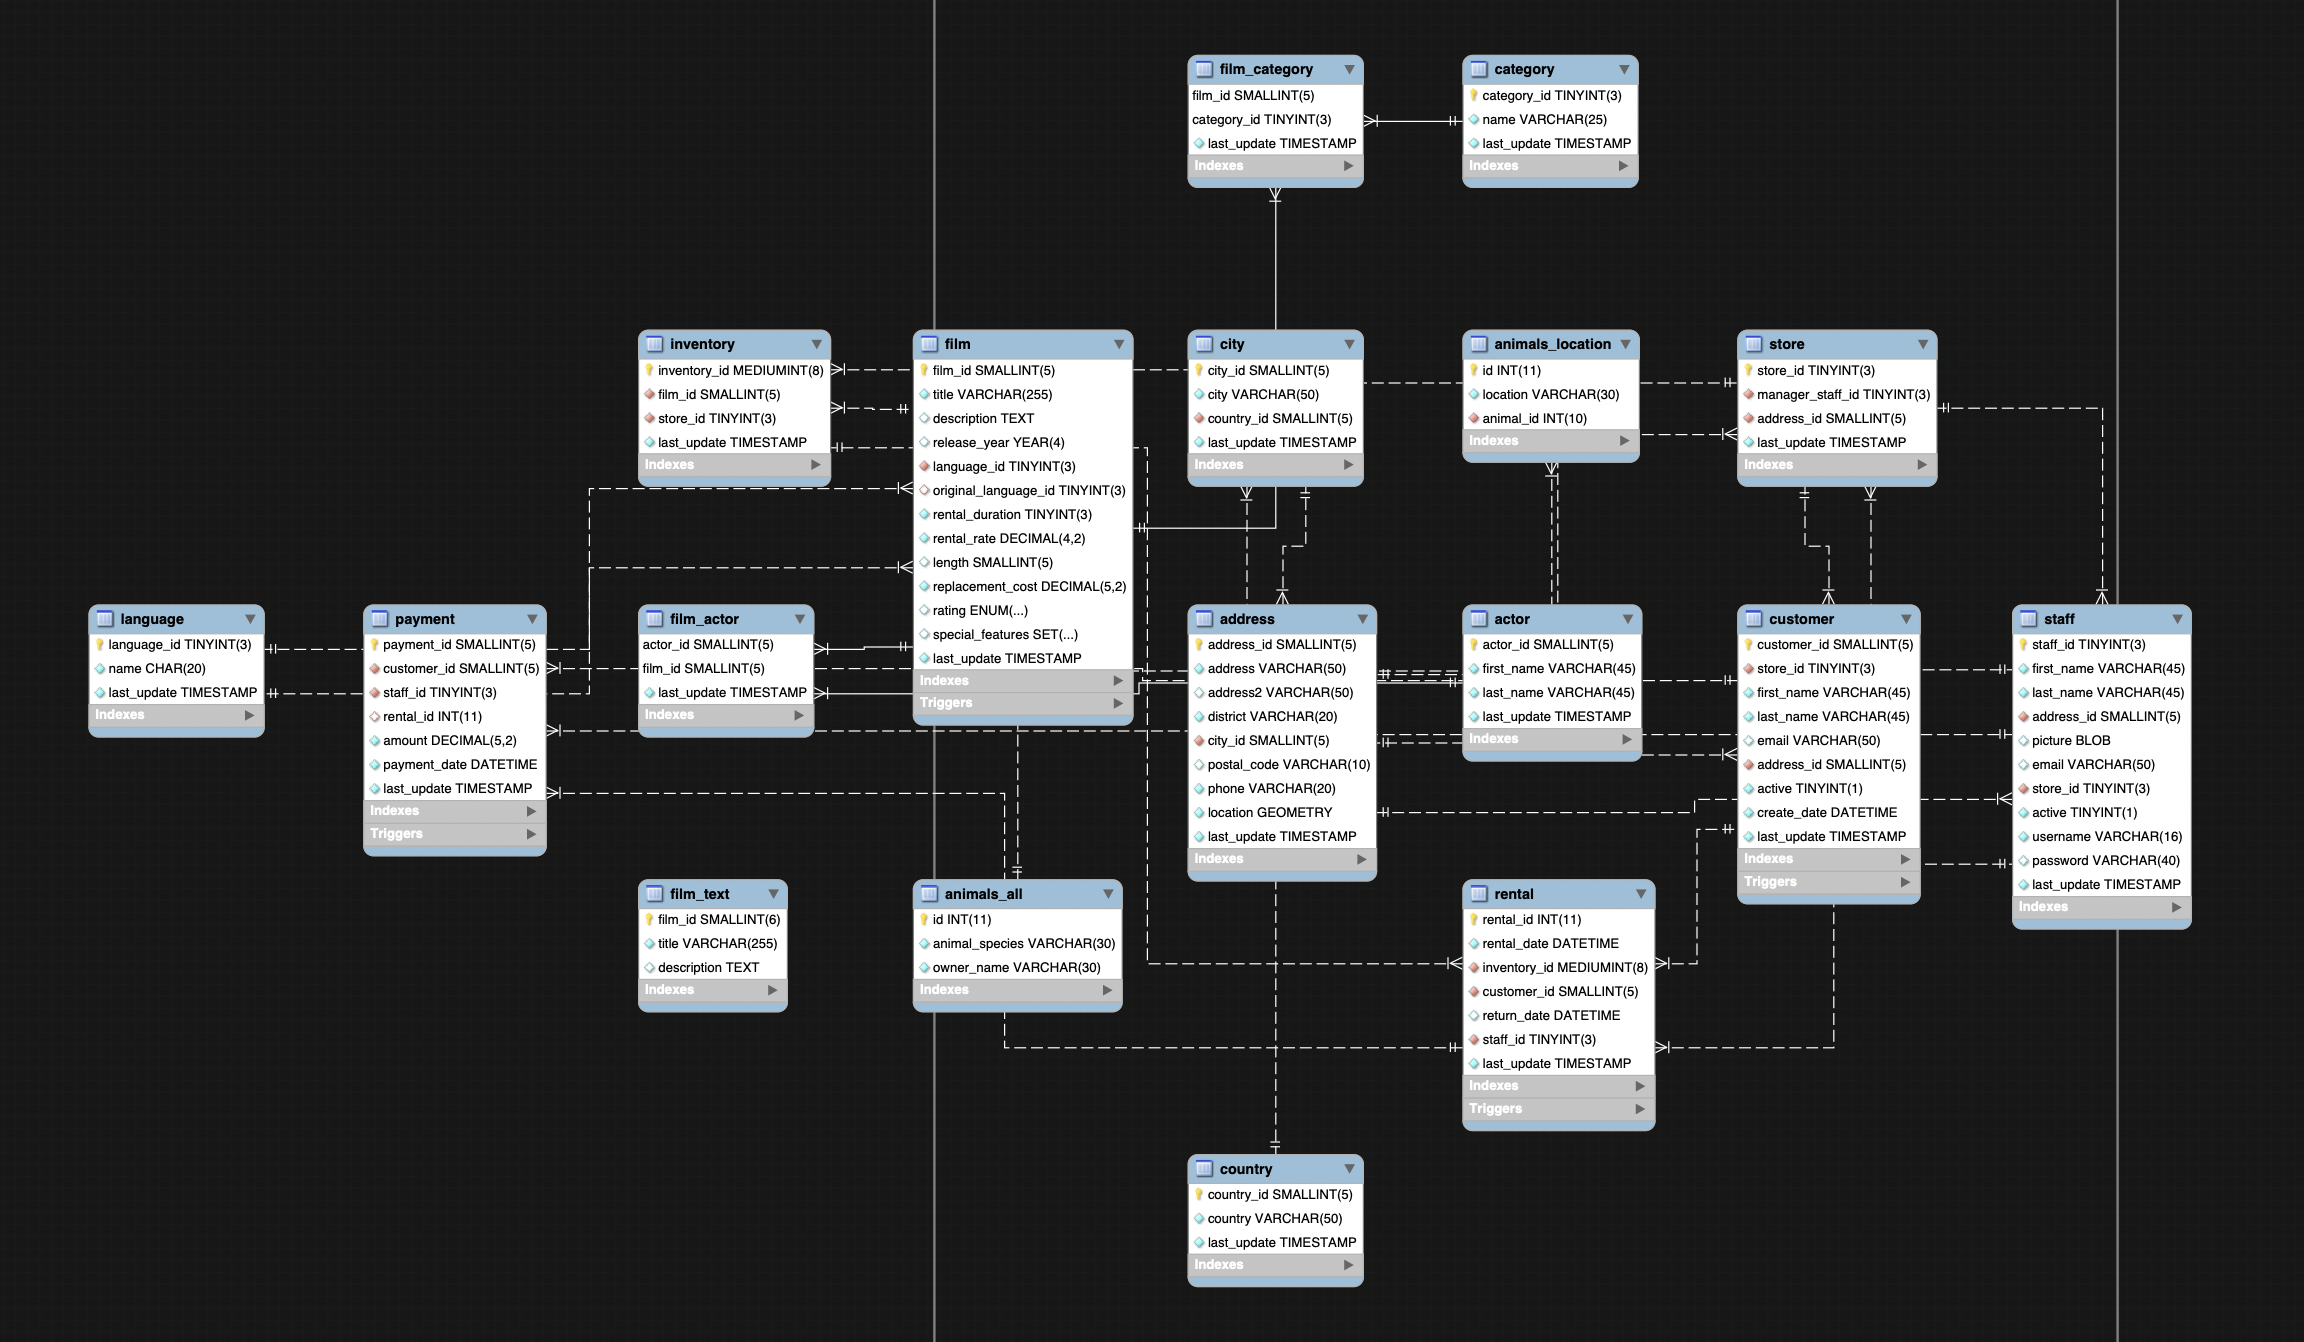 film_category
film_id SMALLINT(5)
category_id TINYINT(3)
last_update TIMESTAMP
Indexes
category
category_id TINYINT(3)
name VARCHAR(25)
last_update TIMESTAMP
Indexes
inventory
inventory_id MEDIUMINT(8)
film_id SMALLINT(5)
store_id TINYINT(3)
last_update TIMESTAMP
Indexes
film
film_id SMALLINT(5)
title VARCHAR(255)
description TEXT
release_year YEAR(4)
language_id TINYINT(3)
original_language_id TINYINT(3)
rental_duration TINYINT(3)
rental_rate DECIMAL(4,2)
length SMALLINT(5)
replacement_cost DECIMAL(5,2)
rating ENUM(...)
special_features SET(...)
last_update TIMESTAMP
Indexes
Triggers
city
city_id SMALLINT(5)
city VARCHAR(50)
country_id SMALLINT(5)
last_update TIMESTAMP
Indexes
animals_location
id INT(11)
location VARCHAR(30)
animal_id INT(10)
Indexes
store
store_id TINYINT(3)
manager_staff_id TINYINT(3)
address_id SMALLINT(5)
last_update TIMESTAMP
Indexes
language
language_id TINYINT(3)
name CHAR(20)
last_update TIMESTAMP
Indexes
payment
payment_id SMALLINT(5)
customer_id SMALLINT(5)
staff_id TINYINT(3)
rental_id INT(11)
amount DECIMAL(5,2)
payment_date DATETIME
last_update TIMESTAMP
Indexes
Triggers
film_actor
actor_id SMALLINT(5)
film_id SMALLINT(5)
last_update TIMESTAMP
Indexes
address
address_id SMALLINT(5)
address VARCHAR(50)
address2 VARCHAR(50)
district VARCHAR(20)
city_id SMALLINT(5)
postal_code VARCHAR(10)
phone VARCHAR(20)
location GEOMETRY
last_update TIMESTAMP
Indexes
actor
actor_id SMALLINT(5)
first_name VARCHAR(45)
last_name VARCHAR(45)
last_update TIMESTAMP
Indexes
customer
customer_id SMALLINT(5)
store_id TINYINT(3)
first_name VARCHAR(45)
last_name VARCHAR(45)
email VARCHAR(50)
address_id SMALLINT(5)
active TINYINT(1)
create_date DATETIME
last_update TIMESTAMP
Indexes
Triggers
staff
staff_id TINYINT(3)
first_name VARCHAR(45)
last_name VARCHAR(45)
address_id SMALLINT(5)
picture BLOB
email VARCHAR(50)
store_id TINYINT(3)
active TINYINT(1)
username VARCHAR(16)
password VARCHAR(40)
last_update TIMESTAMP
Indexes
film_text
film_id SMALLINT(6)
title VARCHAR(255)
description TEXT
Indexes
animals_all
id INT(11)
animal_species VARCHAR(30)
owner_name VARCHAR(30)
Indexes
rental
rental_id INT(11)
rental_date DATETIME
inventory_id MEDIUMINT(8)
customer_id SMALLINT(5)
return_date DATETIME
staff_id TINYINT(3)
last_update TIMESTAMP
Indexes
Triggers
country
country_id SMALLINT(5)
country VARCHAR(50)
last_update TIMESTAMP
Indexes